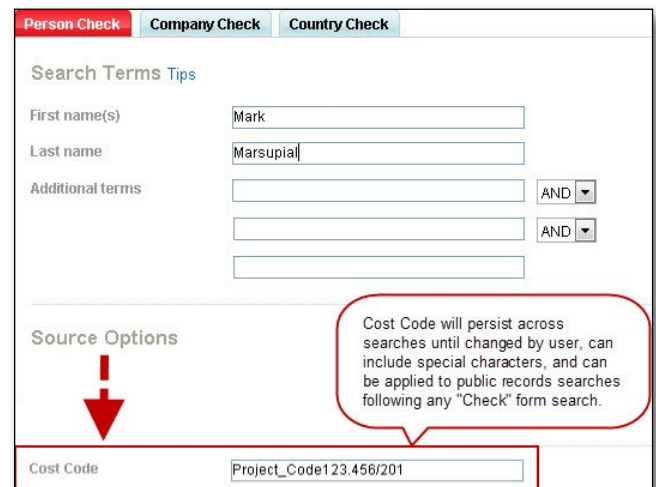 Person Check Company Check Country Check
Search Terms Tips
First name(s) Mark
Last name Marsupial
Additional terms AND
AND
Source Options
Cost Code will persist across
searches until changed by user, can
include special characters, and can
be applied to public records searches
following any "Check" form search.
Cost Code Project_Code123.456/201